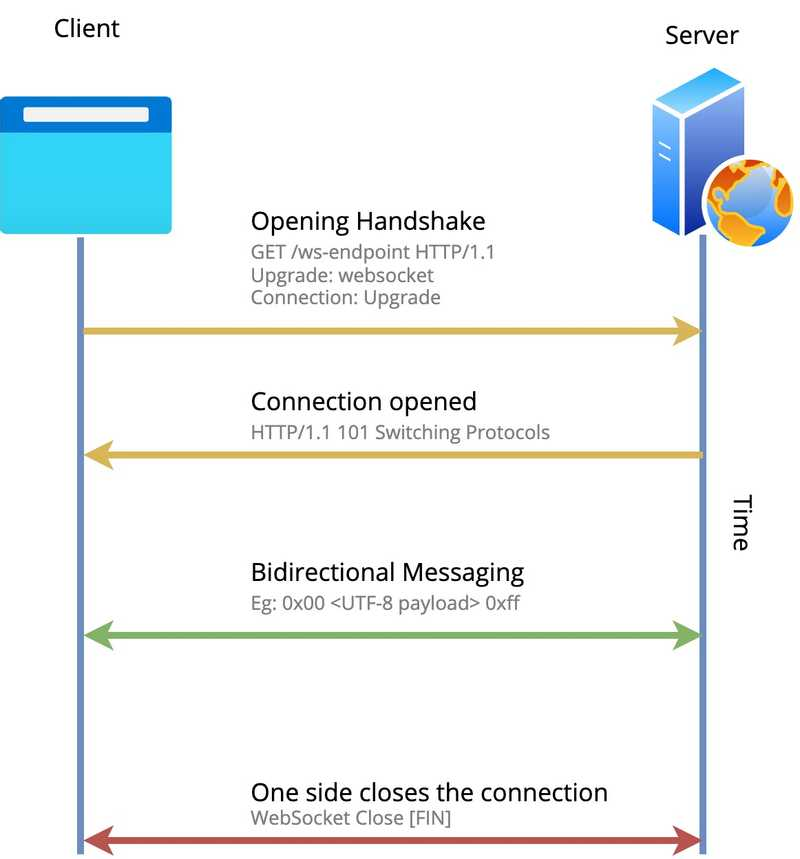 Client
Server
Opening Handshake
GET /ws-endpoint HTTP/1.1
Upgrade: websocket
Connection: Upgrade
Connection opened
HTTP/1.1 101 Switching Protocols
Time
Bidirectional Messaging
Eg: 0x00 <UTF-8 payload> 0xff
One side closes the connection
WebSocket Close [FIN]